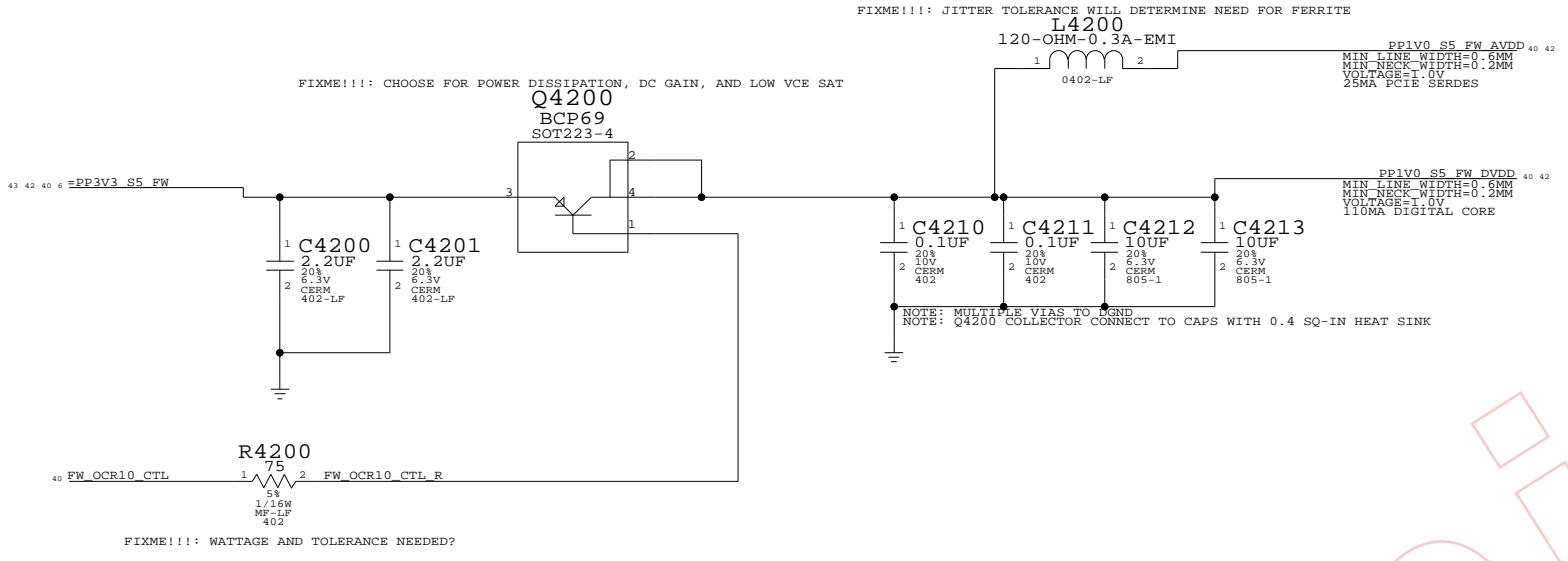 FIXME!!!: JITTER TOLERANCE WILL DETERMINE NEED FOR FERRITE
L4200
120-OHM-0.3A-EMI
1 2
0402-LF
PP1V0_S5_FW_AVDD 40 42
MIN_LINE_WIDTH=0.6MM
MIN_NECK_WIDTH=0.2MM
VOLTAGE=1.0V
25MA PCIE SERDES
FIXME!!!: CHOOSE FOR POWER DISSIPATION, DC GAIN, AND LOW VCE SAT
Q4200
BCP69
SOT223-4
2
3
4
1
43 42 40 6 =PP3V3_S5_FW
PP1V0_S5_FW_DVDD 40 42
MIN_LINE_WIDTH=0.6MM
MIN_NECK_WIDTH=0.2MM
VOLTAGE=1.0V
110MA DIGITAL CORE
1 C4200
2.2UF
20%
6.3V
2 CERM
402-LF
1 C4201
2.2UF
20%
6.3V
2 CERM
402-LF
1 C4210
0.1UF
20%
10V
2 CERM
402
1 C4211
0.1UF
20%
10V
2 CERM
402
1 C4212
10UF
20%
6.3V
2 CERM
805-1
1 C4213
10UF
20%
6.3V
2 CERM
805-1
NOTE: MULTIPLE VIAS TO DGND
NOTE: Q4200 COLLECTOR CONNECT TO CAPS WITH 0.4 SQ-IN HEAT SINK
R4200
75
40 FW_OCR10_CTL 1 2 FW_OCR10_CTL_R
5%
1/16W
MF-LF
402
FIXME!!!: WATTAGE AND TOLERANCE NEEDED?